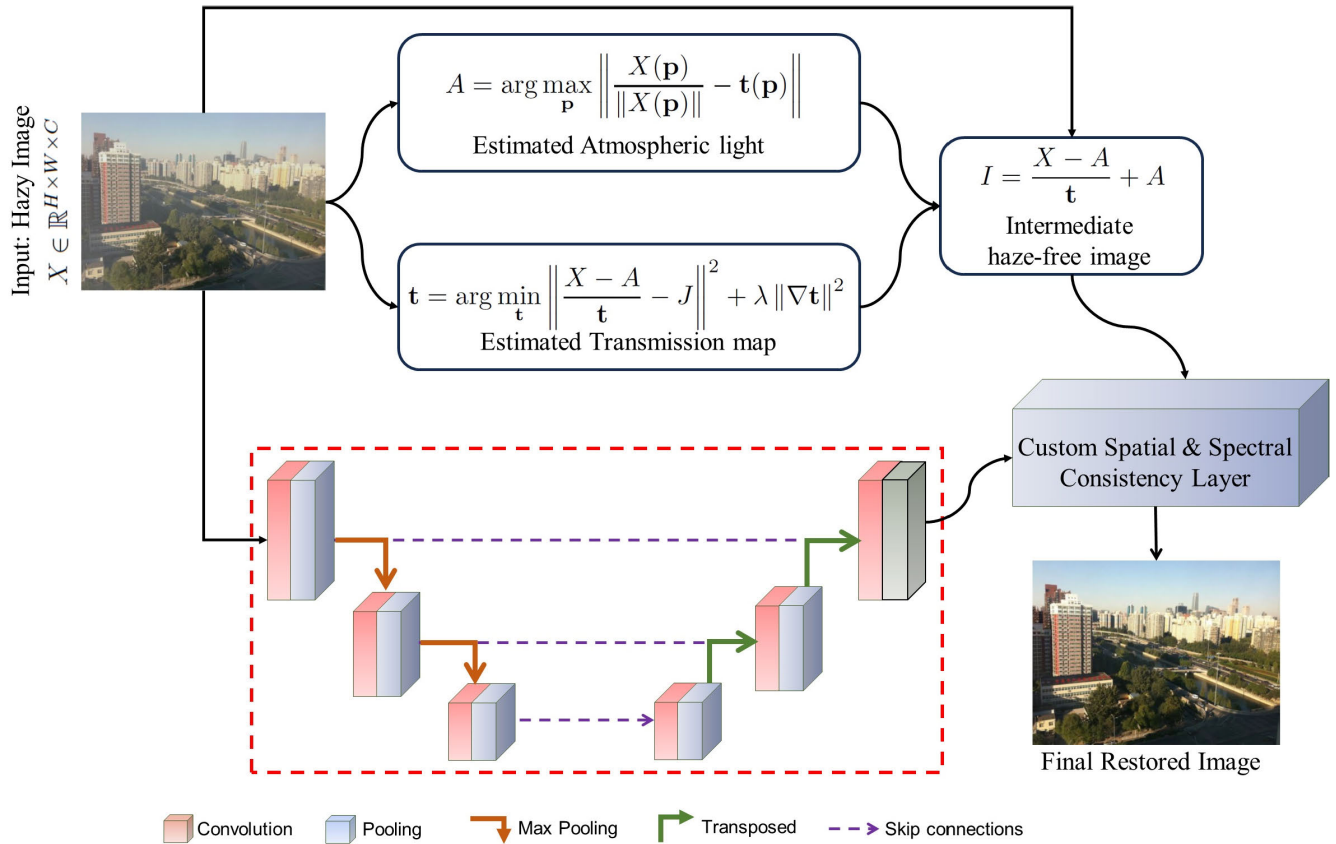 Input: Hazy Image
X ∈ ℝ^{H×W×C}
A = arg max_p ‖ X(p) / ‖X(p)‖ − t(p) ‖
Estimated Atmospheric light
t = arg min_t ‖ (X − A) / t − J ‖² + λ ‖∇t‖²
Estimated Transmission map
I = (X − A) / t + A
Intermediate
haze-free image
Custom Spatial & Spectral
Consistency Layer
Final Restored Image
Convolution
Pooling
Max Pooling
Transposed
Skip connections